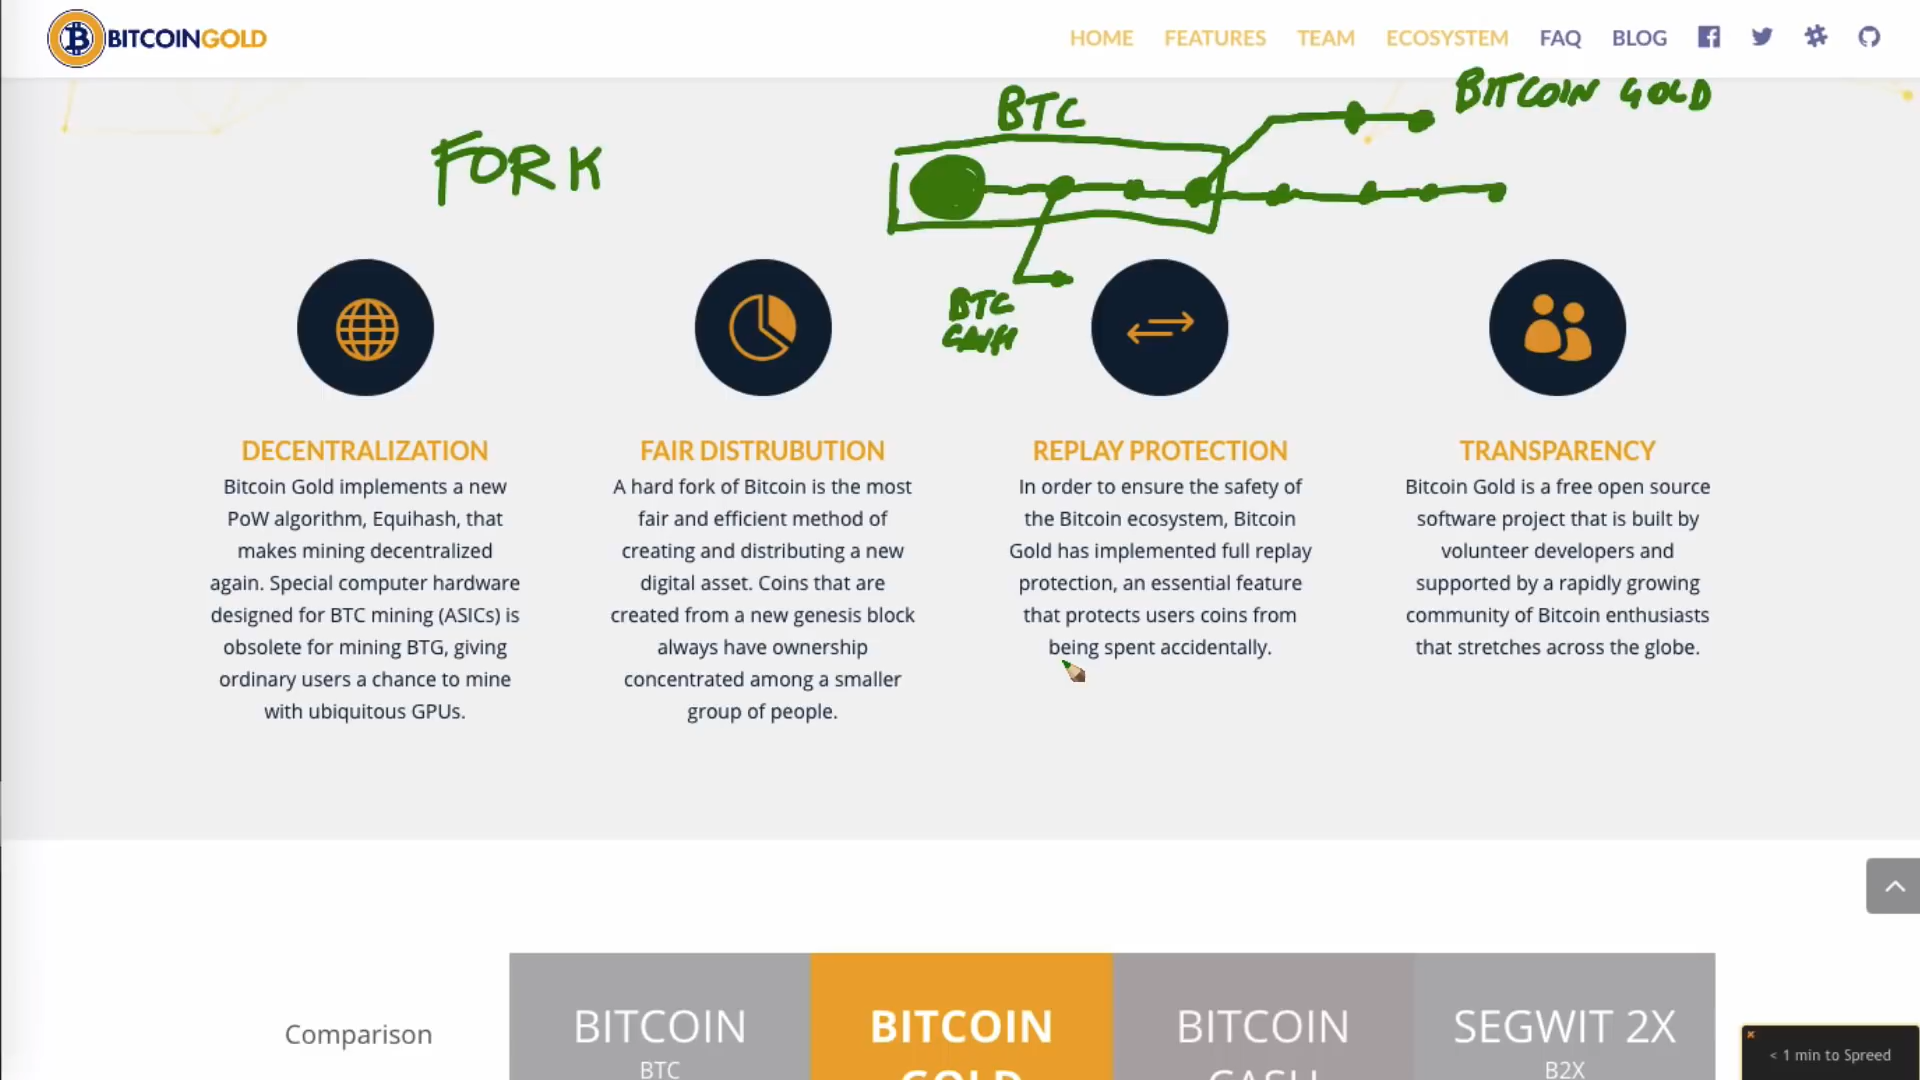 BITCOINGOLD
HOME FEATURES TEAM ECOSYSTEM FAQ BLOG
BITCOIN GOLD
BTC
FORK
BTC
CASH
DECENTRALIZATION
Bitcoin Gold implements a new
PoW algorithm, Equihash, that
makes mining decentralized
again. Special computer hardware
designed for BTC mining (ASICs) is
obsolete for mining BTG, giving
ordinary users a chance to mine
with ubiquitous GPUs.
FAIR DISTRUBUTION
A hard fork of Bitcoin is the most
fair and efficient method of
creating and distributing a new
digital asset. Coins that are
created from a new genesis block
always have ownership
concentrated among a smaller
group of people.
REPLAY PROTECTION
In order to ensure the safety of
the Bitcoin ecosystem, Bitcoin
Gold has implemented full replay
protection, an essential feature
that protects users coins from
being spent accidentally.
TRANSPARENCY
Bitcoin Gold is a free open source
software project that is built by
volunteer developers and
supported by a rapidly growing
community of Bitcoin enthusiasts
that stretches across the globe.
Comparison
BITCOIN
BTC
BITCOIN
GOLD
BITCOIN
CASH
SEGWIT 2X
B2X
< 1 min to Spreed